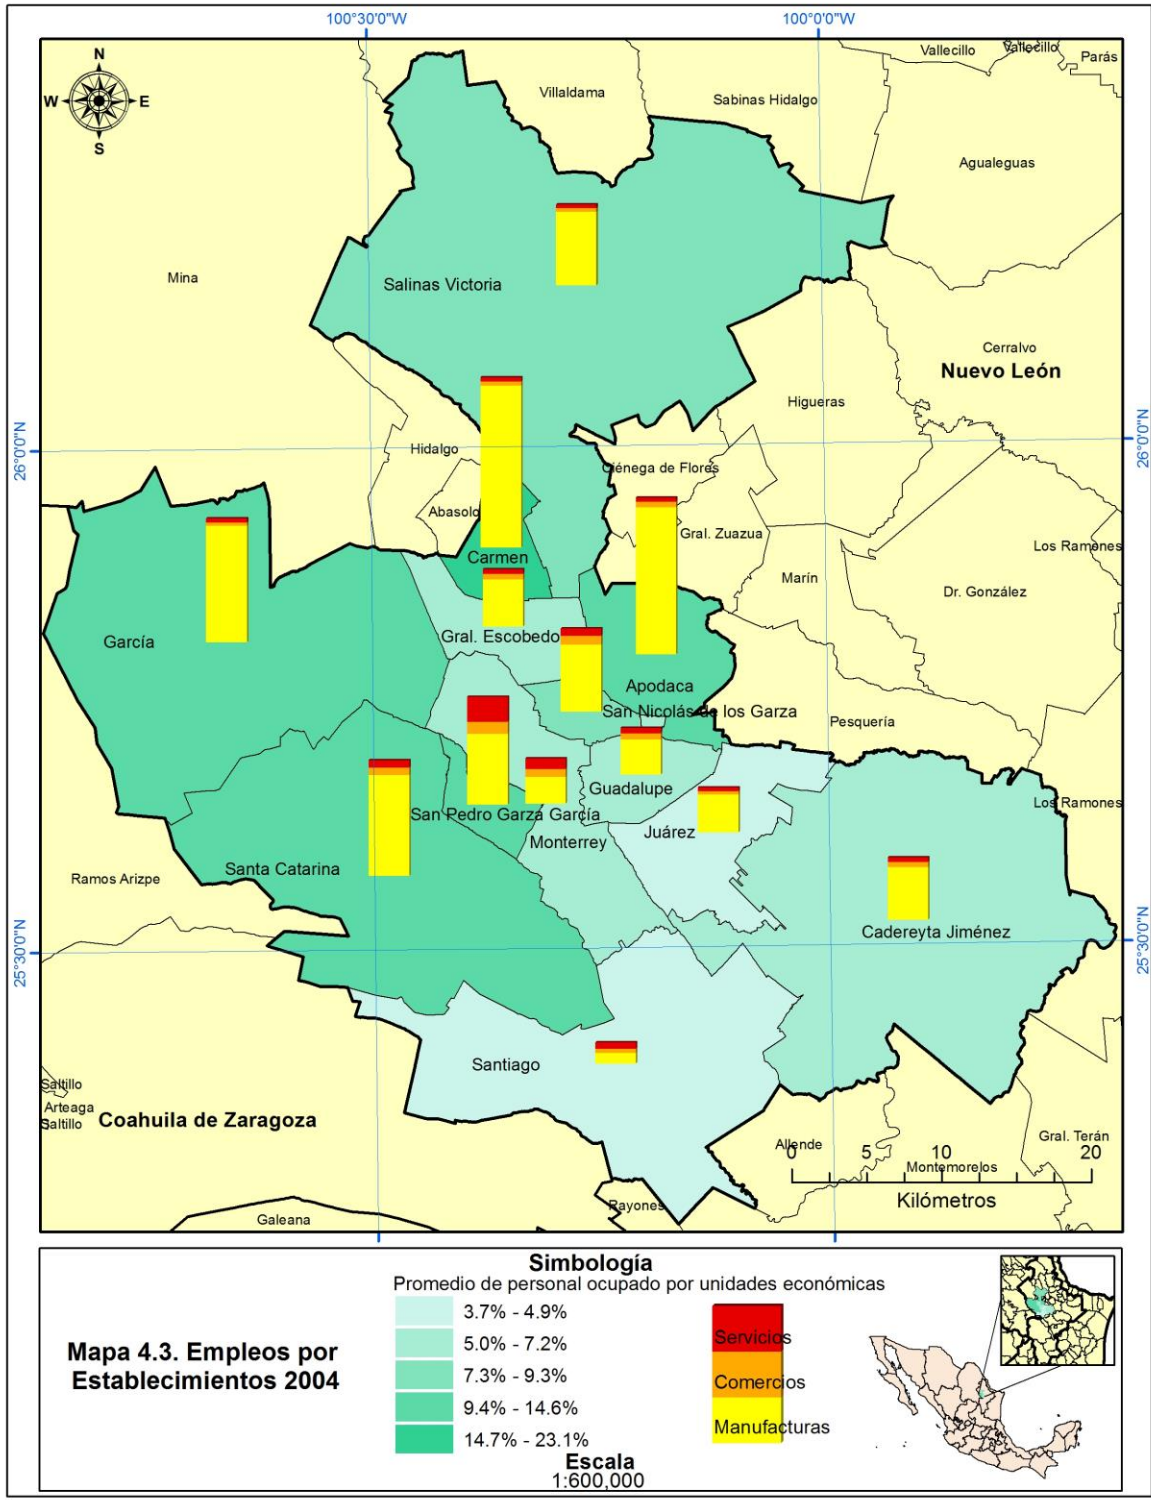 100°30'0"W
100°0'0"W
N
W
E
S
Villaldama
Sabinas Hidalgo
Vallecillo
Vallecillo
Parás
Agualeguas
Mina
Salinas Victoria
Cerralvo
Nuevo León
Higueras
Hidalgo
26°0'0"N
26°0'0"N
Ciénega de Flores
Abasolo
Gral. Zuazua
Los Ramones
Carmen
Marín
Dr. González
García
Gral. Escobedo
Apodaca
San Nicolás de los Garza
Pesquería
Guadalupe
Los Ramones
San Pedro Garza García
Juárez
Monterrey
Santa Catarina
Ramos Arizpe
Cadereyta Jiménez
25°30'0"N
25°30'0"N
Santiago
Saltillo
Arteaga
Saltillo
Coahuila de Zaragoza
Allende
Gral. Terán
0 5 10 20
Montemorelos
Kilómetros
Rayones
Galeana
Simbología
Promedio de personal ocupado por unidades económicas
3.7% - 4.9%
5.0% - 7.2%
7.3% - 9.3%
9.4% - 14.6%
14.7% - 23.1%
Servicios
Comercios
Manufacturas
Mapa 4.3. Empleos por
Establecimientos 2004
Escala
1:600,000